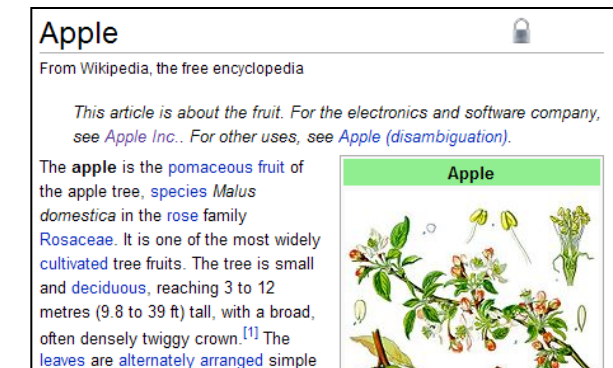 Apple
From Wikipedia, the free encyclopedia
This article is about the fruit. For the electronics and software company,
see Apple Inc.. For other uses, see Apple (disambiguation).
The apple is the pomaceous fruit of
the apple tree, species Malus
domestica in the rose family
Rosaceae. It is one of the most widely
cultivated tree fruits. The tree is small
and deciduous, reaching 3 to 12
metres (9.8 to 39 ft) tall, with a broad,
often densely twiggy crown.[1] The
leaves are alternately arranged simple
Apple